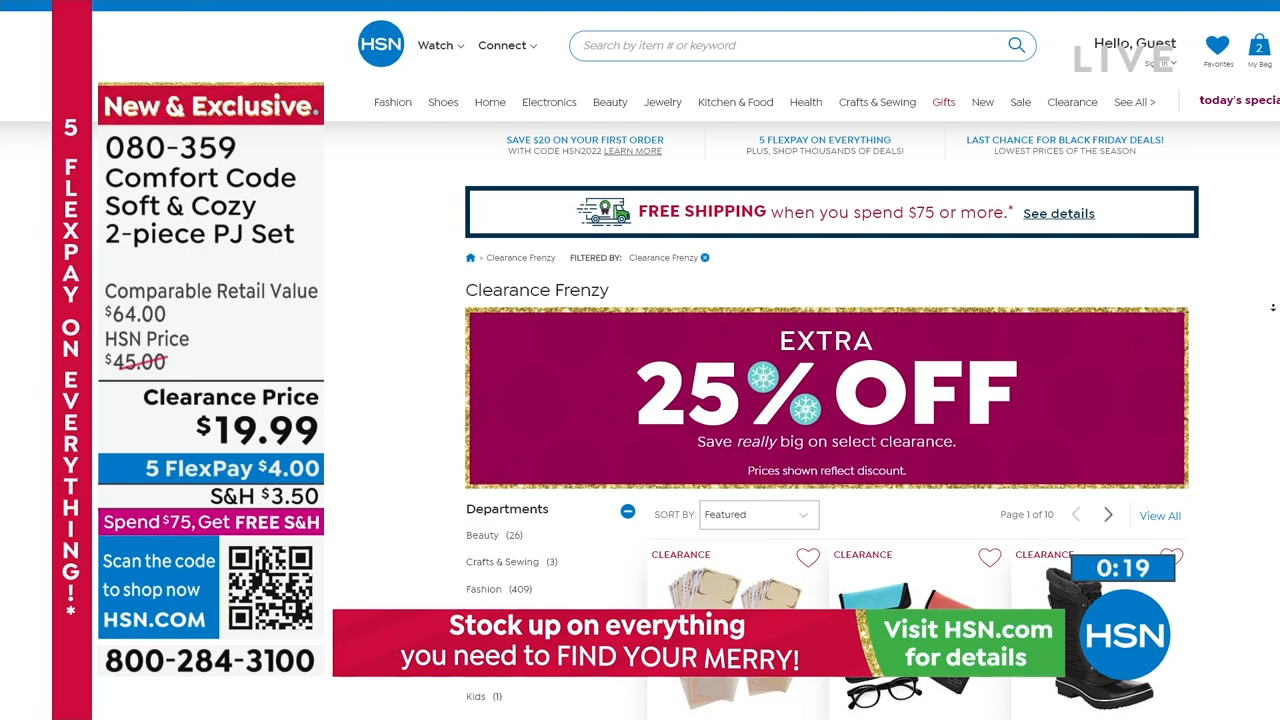 5 FLEXPAY ON EVERYTHING!*
New & Exclusive.
080-359
Comfort Code
Soft & Cozy
2-piece PJ Set
Comparable Retail Value
$64.00
HSN Price
$45.00
Clearance Price
$19.99
5 FlexPay $4.00
S&H $3.50
Spend $75, Get FREE S&H
Scan the code
to shop now
HSN.COM
800-284-3100
HSN
Watch
Connect
Search by item # or keyword
Hello, Guest
Sign In
LIVE
Favorites
2
My Bag
Fashion Shoes Home Electronics Beauty Jewelry Kitchen & Food Health Crafts & Sewing Gifts New Sale Clearance See All > today's specia
SAVE $20 ON YOUR FIRST ORDER
WITH CODE HSN2022 LEARN MORE
5 FLEXPAY ON EVERYTHING
PLUS, SHOP THOUSANDS OF DEALS!
LAST CHANCE FOR BLACK FRIDAY DEALS!
LOWEST PRICES OF THE SEASON
FREE SHIPPING when you spend $75 or more.* See details
> Clearance Frenzy FILTERED BY: Clearance Frenzy
Clearance Frenzy
EXTRA
25% OFF
Save really big on select clearance.
Prices shown reflect discount.
Departments
Beauty (26)
Crafts & Sewing (3)
Fashion (409)
Kids (1)
SORT BY: Featured
Page 1 of 10
View All
CLEARANCE
CLEARANCE
CLEARANCE
0:19
Stock up on everything
you need to FIND YOUR MERRY!
Visit HSN.com
for details
HSN